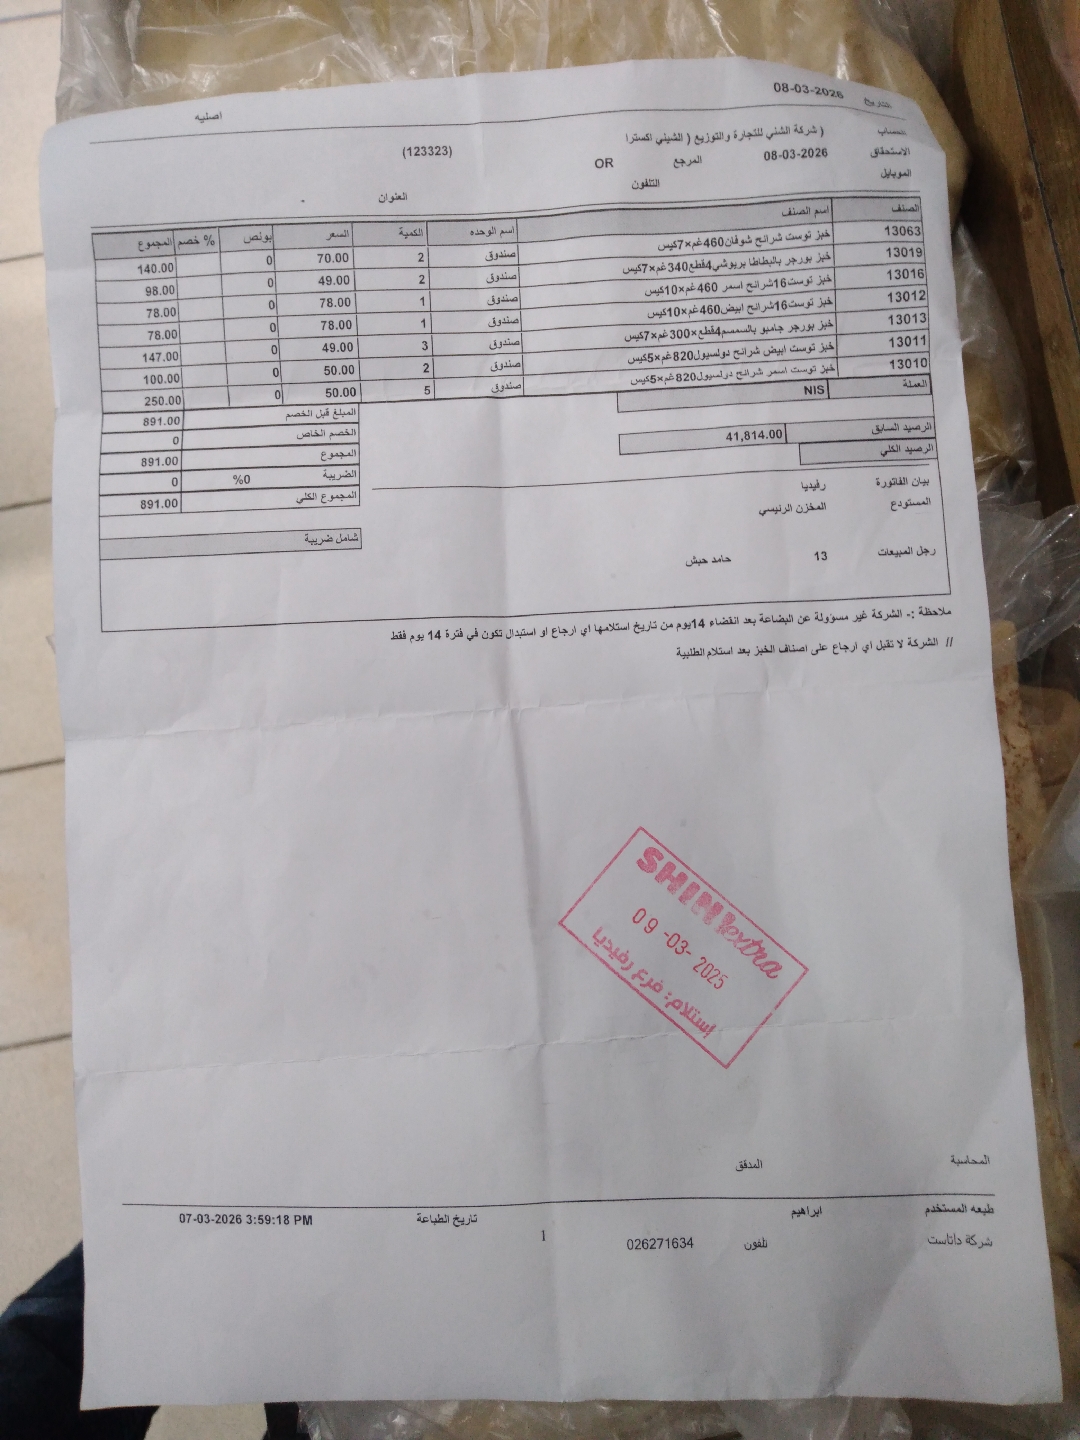 التاريخ 08-03-2026 اصليه
الحساب ( شركة الشني للتجارة والتوزيع ( الشيني اكسترا (123323)
الاستحقاق 08-03-2026 المرجع OR
الموبايل التلفون العنوان
الصنف اسم الصنف اسم الوحده الكمية السعر بونص % خصم المجموع
13063 خبز توست شرائح شوفان460غم×7كيس صندوق 2 70.00 0 140.00
13019 خبز بورجر بالبطاطا بريوشي4قطع340غم×7كيس صندوق 2 49.00 0 98.00
13016 خبز توست16شرائح اسمر 460غم×10كيس صندوق 1 78.00 0 78.00
13012 خبز توست16شرائح ابيض460غم×10كيس صندوق 1 78.00 0 78.00
13013 خبز بورجر جامبو بالسمسم4قطع×300غم×7كيس صندوق 3 49.00 0 147.00
13011 خبز توست ابيض شرائح دولسيول820غم×5كيس صندوق 2 50.00 0 100.00
13010 خبز توست اسمر شرائح دولسيول820غم×5كيس صندوق 5 50.00 0 250.00
العملة NIS
الرصيد السابق 41,814.00
الرصيد الكلي
المبلغ قبل الخصم 891.00
الخصم الخاص 0
المجموع 891.00
الضريبة %0 0
المجموع الكلي 891.00
شامل ضريبة
بيان الفاتورة رفيديا
المستودع المخزن الرئيسي
رجل المبيعات 13 حامد حبش
ملاحظة :- الشركة غير مسؤولة عن البضاعة بعد انقضاء 14يوم من تاريخ استلامها اي ارجاع او استبدال تكون في فترة 14 يوم فقط
// الشركة لا تقبل اي ارجاع على اصناف الخبز بعد استلام الطلبية
SHINI extra
09-03-2025
إستلام: فرع رفيديا
المحاسبة المدقق
طبعه المستخدم ابراهيم تاريخ الطباعة 07-03-2026 3:59:18 PM
شركة داتاست تلفون 026271634
1